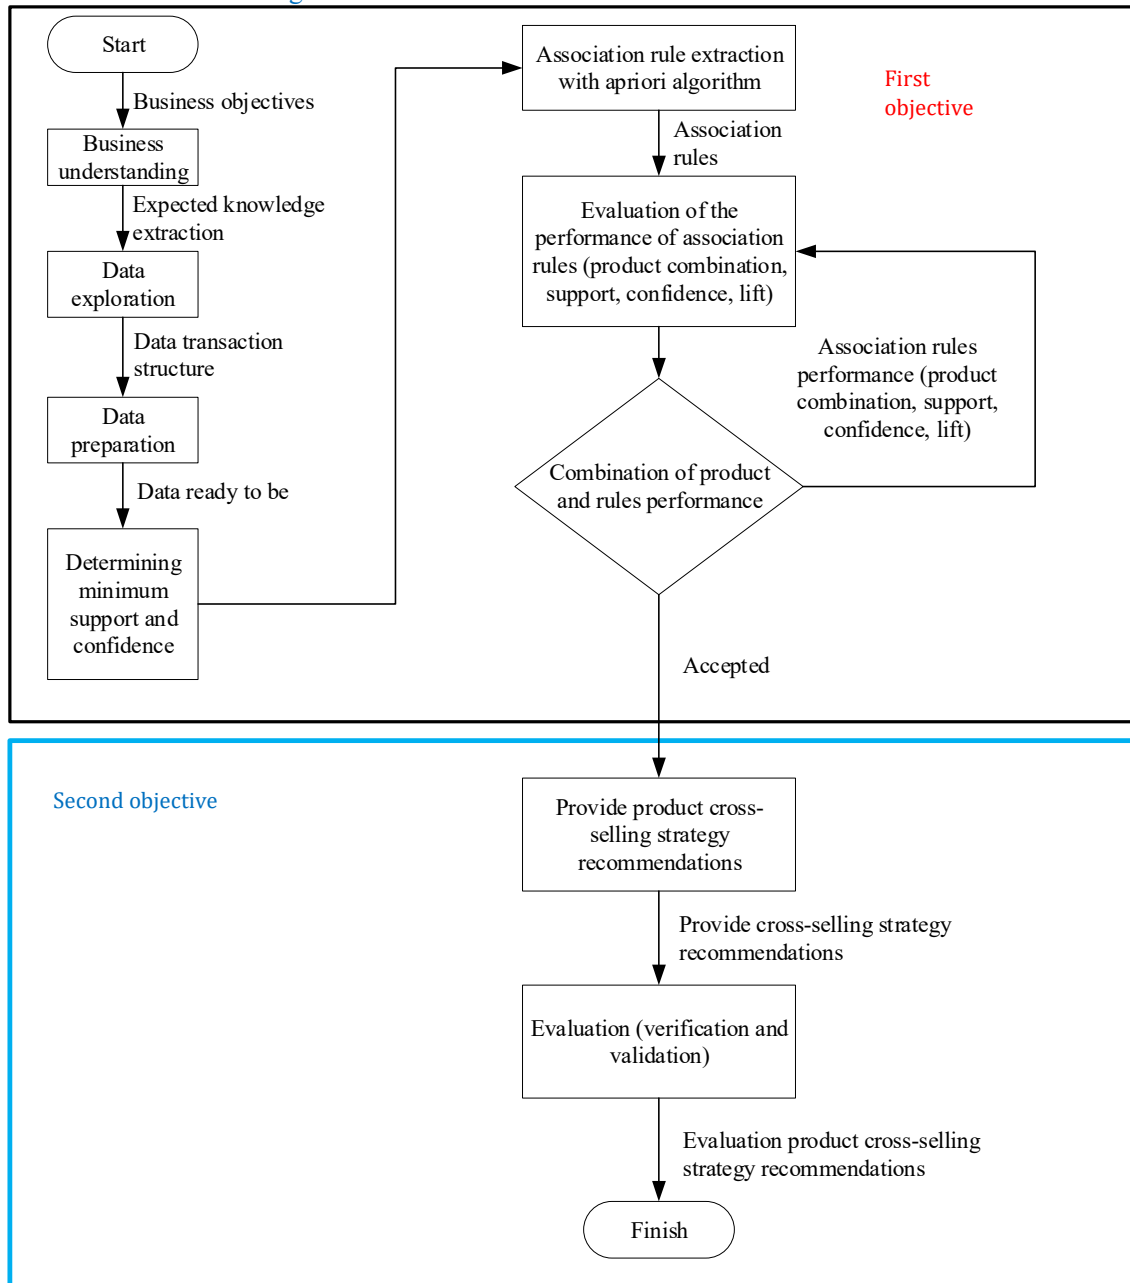 Start
Business objectives
Business
understanding
Expected knowledge
extraction
Data
exploration
Data transaction
structure
Data
preparation
Data ready to be
Determining
minimum
support and
confidence
Association rule extraction
with apriori algorithm
First
objective
Association
rules
Evaluation of the
performance of association
rules (product combination,
support, confidence, lift)
Association rules
performance (product
combination, support,
confidence, lift)
Combination of product
and rules performance
Accepted
Second objective
Provide product cross-
selling strategy
recommendations
Provide cross-selling strategy
recommendations
Evaluation (verification and
validation)
Evaluation product cross-selling
strategy recommendations
Finish